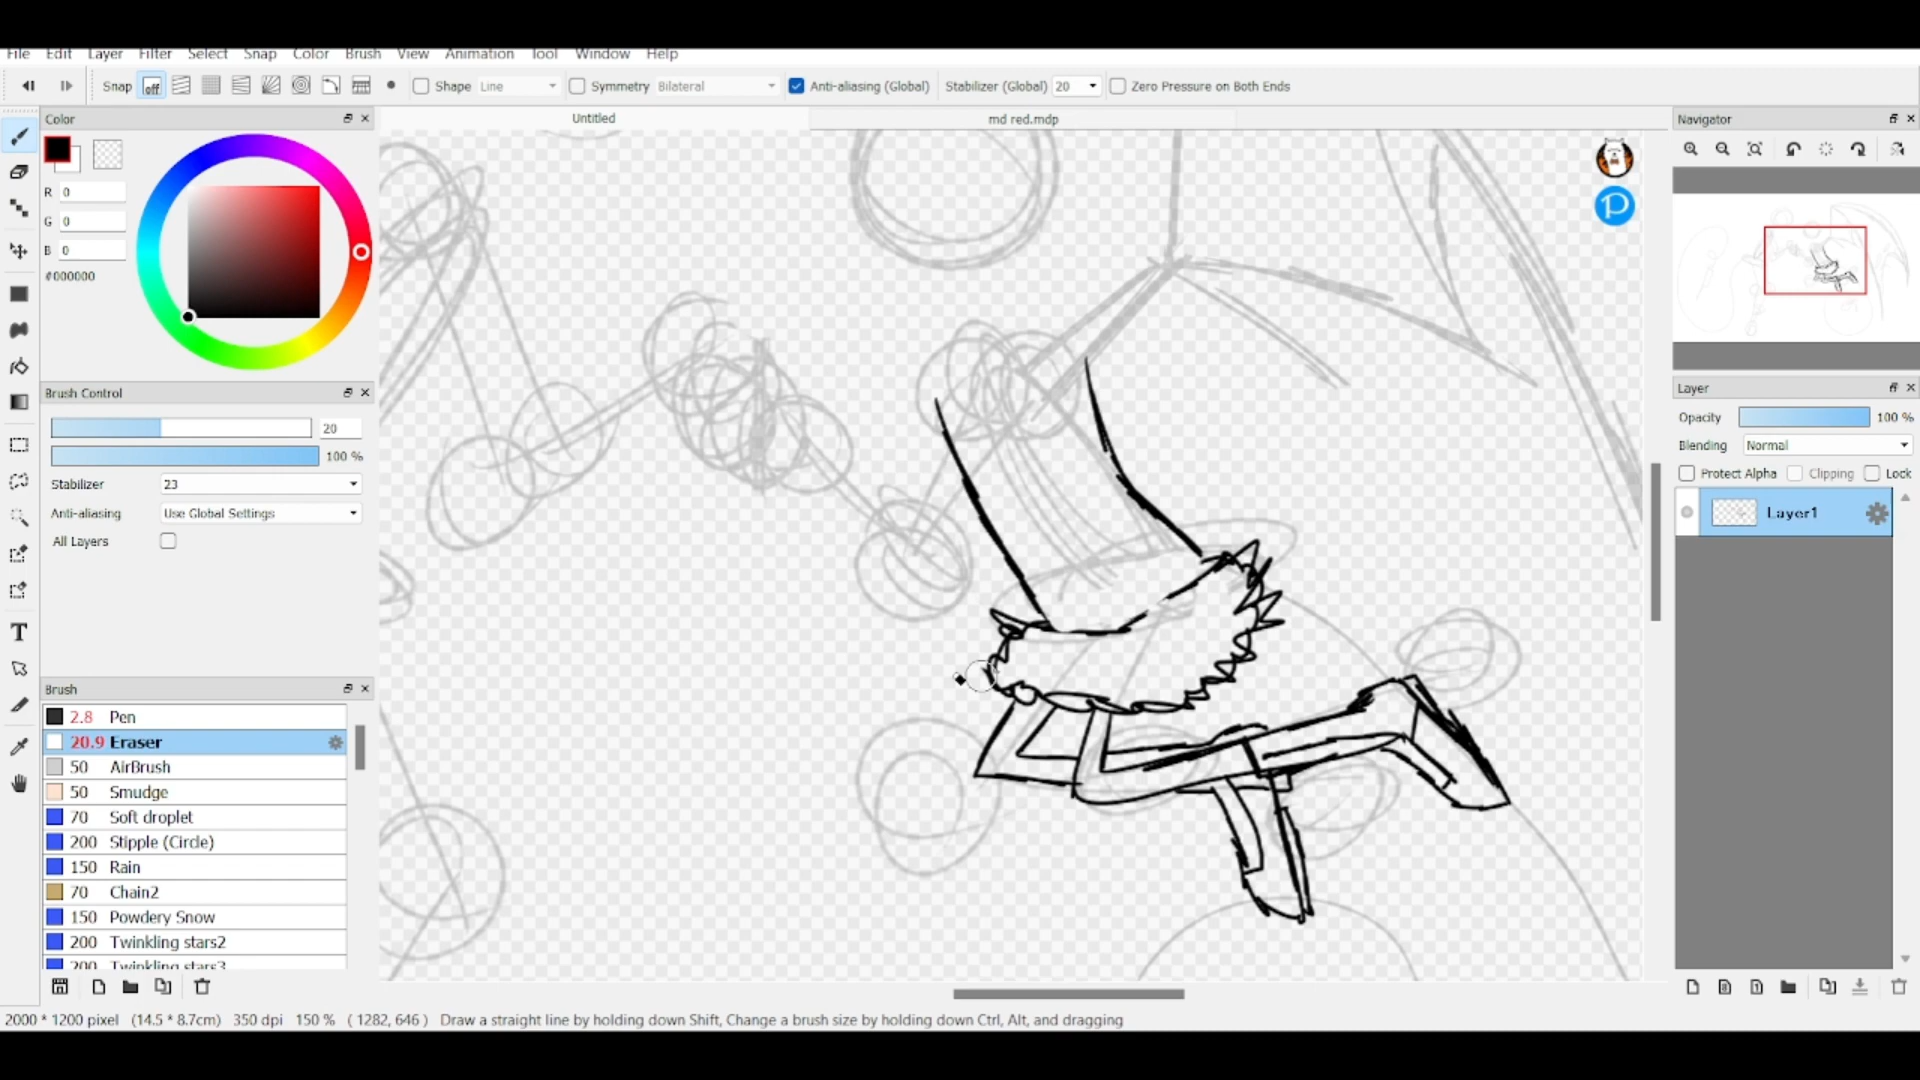 File Edit Layer Filter Select Snap Color Brush View Animation Tool Window Help
Snap off Shape Line Symmetry Bilateral Anti-aliasing (Global) Stabilizer (Global) 20 Zero Pressure on Both Ends
Color
Untitled
md red.mdp
Navigator
R 0
G 0
B 0
#000000
Brush Control
20
100 %
Stabilizer 23
Anti-aliasing Use Global Settings
All Layers
Brush
2.8 Pen
20.9 Eraser
50 AirBrush
50 Smudge
70 Soft droplet
200 Stipple (Circle)
150 Rain
70 Chain2
150 Powdery Snow
200 Twinkling stars2
200 Twinkling stars3
Layer
Opacity 100 %
Blending Normal
Protect Alpha Clipping Lock
Layer1
2000 * 1200 pixel (14.5 * 8.7cm) 350 dpi 150 % ( 1282, 646 ) Draw a straight line by holding down Shift, Change a brush size by holding down Ctrl, Alt, and dragging